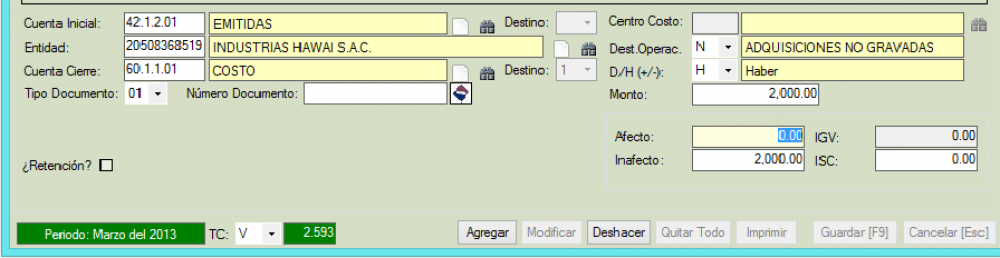 Cuenta Inicial: 42.1.2.01 EMITIDAS Destino: Centro Costo:
Entidad: 20508368519 INDUSTRIAS HAWAI S.A.C. Dest.Operac. N ADQUISICIONES NO GRAVADAS
Cuenta Cierre: 60.1.1.01 COSTO Destino: 1 D/H (+/-): H Haber
Tipo Documento: 01 Número Documento: Monto: 2,000.00
Afecto: 0.00 IGV: 0.00
¿Retención? Inafecto: 2,000.00 ISC: 0.00
Periodo: Marzo del 2013 TC: V 2.593 Agregar Modificar Deshacer Quitar Todo Imprimir Guardar [F9] Cancelar [Esc]